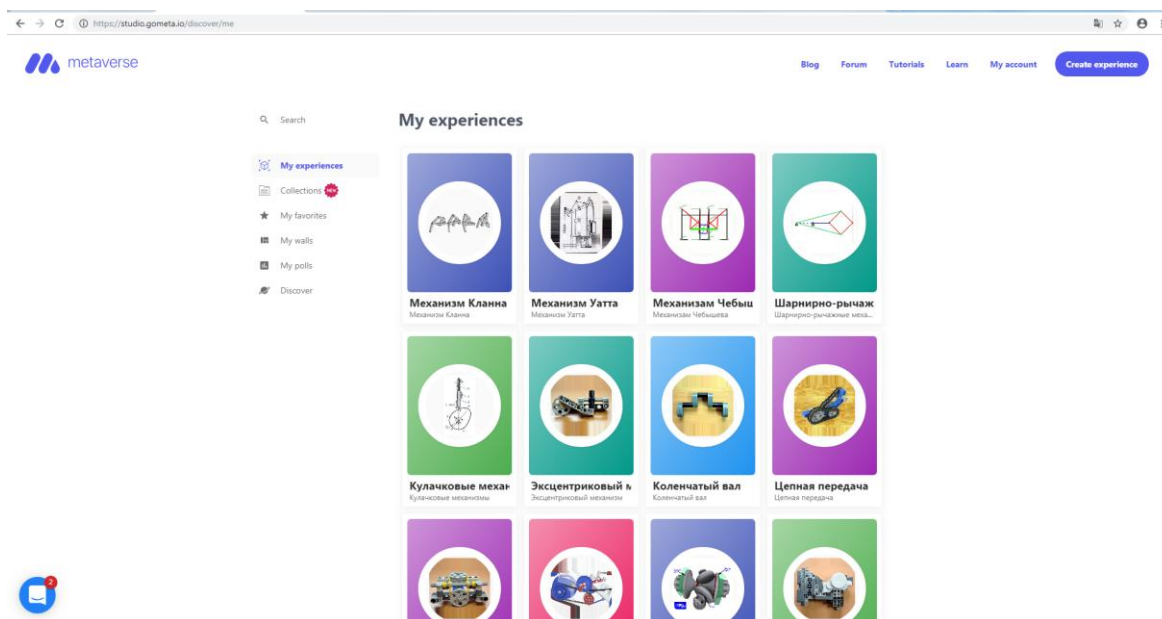 https://studio.gometa.io/discover/me
metaverse
Blog Forum Tutorials Learn My account Create experience
Search
My experiences
Collections NEW
My favorites
My walls
My polls
Discover
My experiences
Механизм Кланна
Механизм Кланна
Механизм Уатта
Механизм Уатта
Механизам Чебыш
Механизам Чебышева
Шарнирно-рычаж
Шарнирно-рычажные меха...
Кулачковые механ
Кулачковые механизмы
Эксцентриковый м
Эксцентриковый механизм
Коленчатый вал
Коленчатый вал
Цепная передача
Цепная передача
2